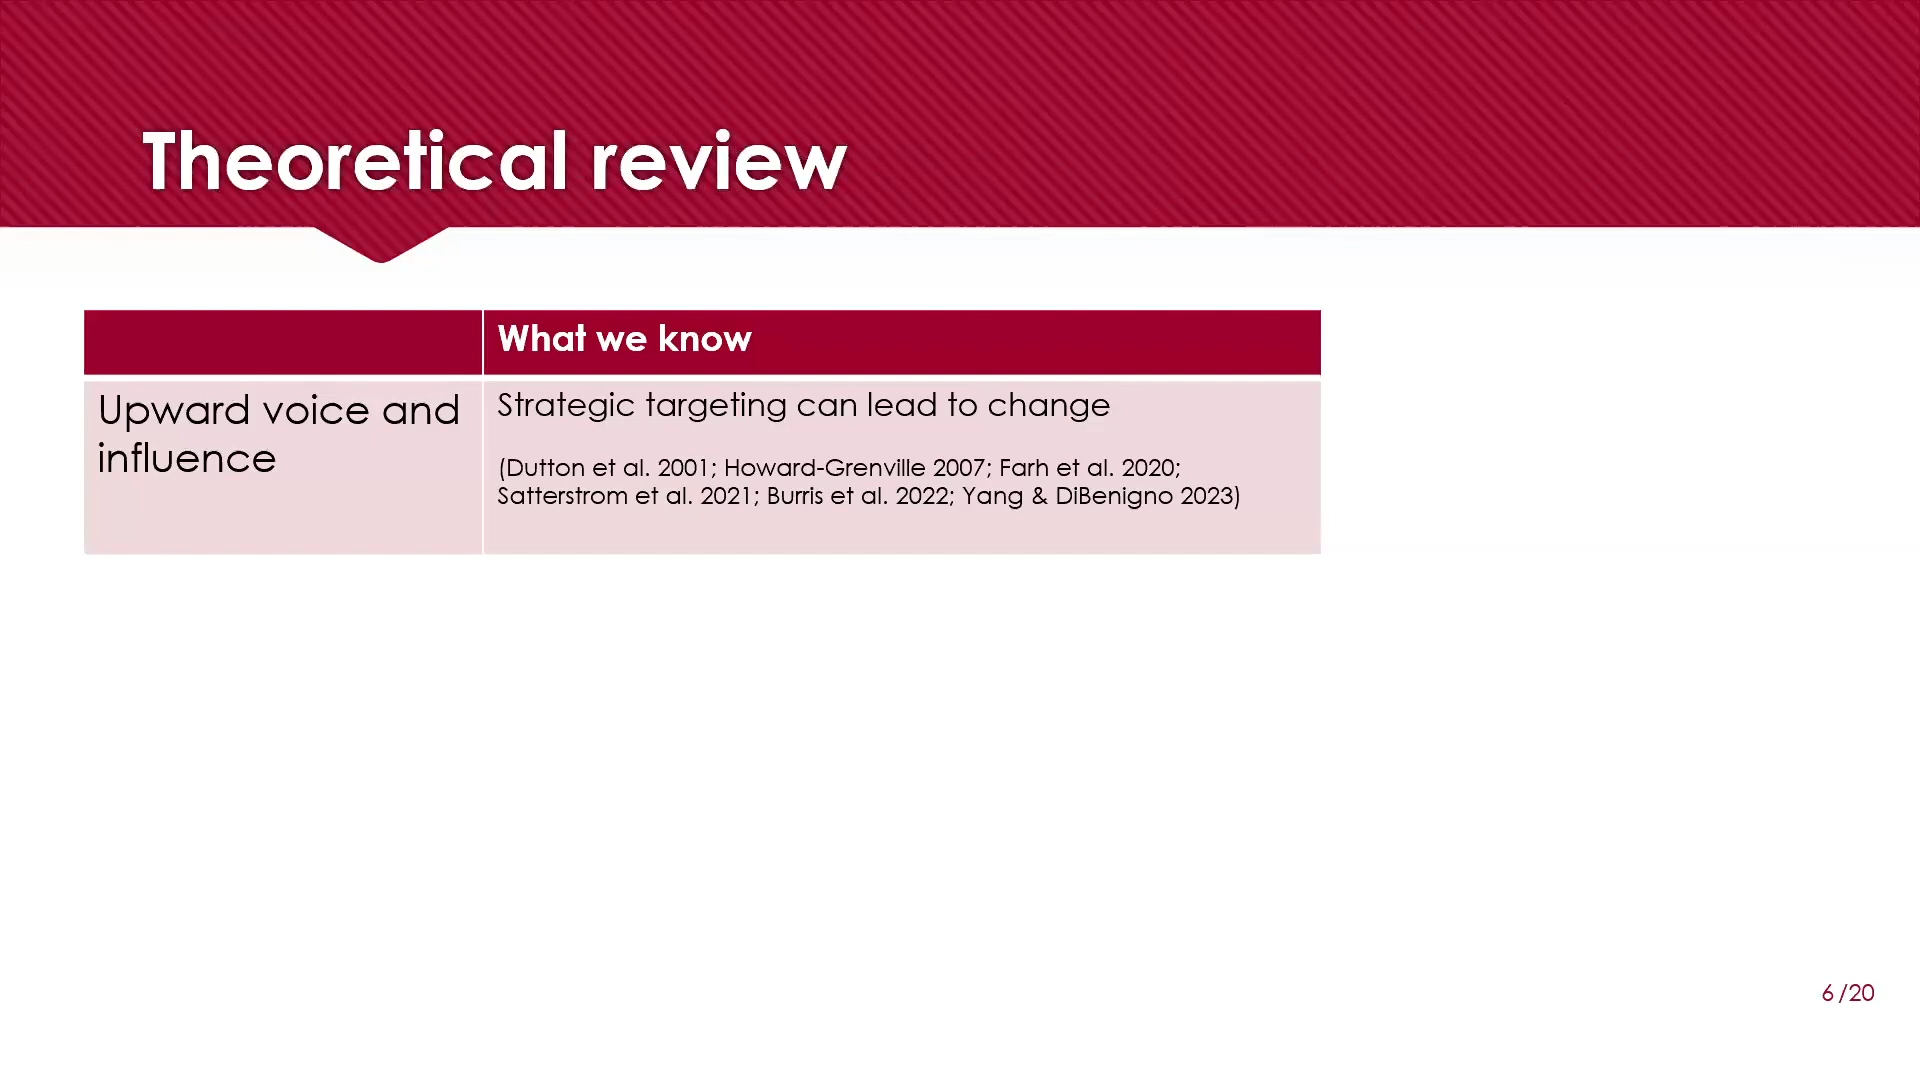 Theoretical review
What we know
Upward voice and
influence
Strategic targeting can lead to change
(Dutton et al. 2001; Howard-Grenville 2007; Farh et al. 2020;
Satterstrom et al. 2021; Burris et al. 2022; Yang & DiBenigno 2023)
6 /20